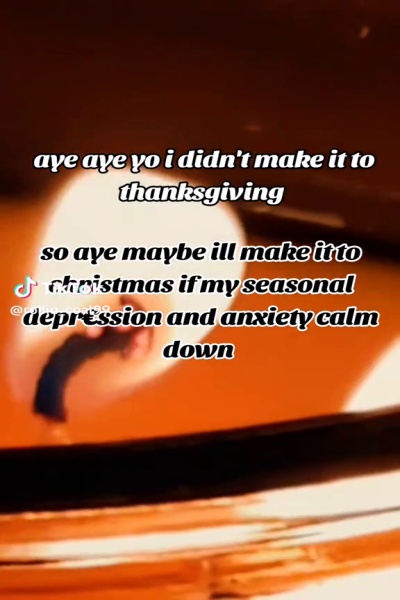 aye aye yo i didn't make it to
thanksgiving
so aye maybe ill make it to
christmas if my seasonal
depression and anxiety calm
down
TikTok